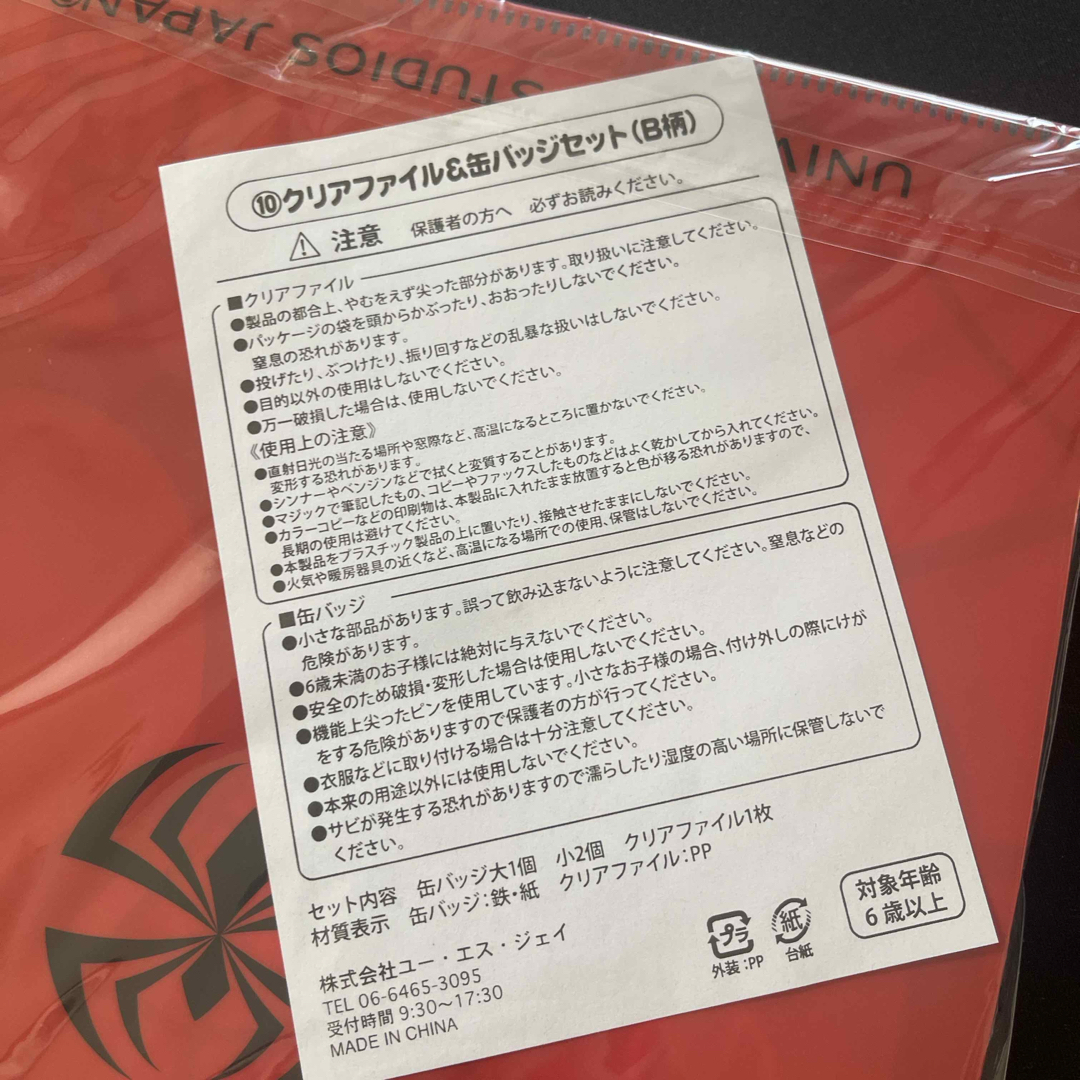 STUDIOS JAPAN®
UNIV
⑩クリアファイル&缶バッジセット(B柄)
注意 保護者の方へ 必ずお読みください。
■クリアファイル
●製品の都合上、やむをえず尖った部分があります。取り扱いに注意してください。
●パッケージの袋を頭からかぶったり、おおったりしないでください。
窒息の恐れがあります。
●投げたり、ぶつけたり、振り回すなどの乱暴な扱いはしないでください。
●目的以外の使用はしないでください。
●万一破損した場合は、使用しないでください。
《使用上の注意》
●直射日光の当たる場所や窓際など、高温になるところに置かないでください。
変形する恐れがあります。
●シンナーやベンジンなどで拭くと変質することがあります。
●マジックで筆記したもの、コピーやファックスしたものなどはよく乾かしてから入れてください。
●カラーコピーなどの印刷物は、本製品に入れたまま放置すると色が移る恐れがありますので、
長期の使用は避けてください。
●本製品をプラスチック製品の上に置いたり、接触させたままにしないでください。
●火気や暖房器具の近くなど、高温になる場所での使用、保管はしないでください。
■缶バッジ
●小さな部品があります。誤って飲み込まないように注意してください。窒息などの
危険があります。
●6歳未満のお子様には絶対に与えないでください。
●安全のため破損・変形した場合は使用しないでください。
●機能上尖ったピンを使用しています。小さなお子様の場合、付け外しの際にけが
をする危険がありますので保護者の方が行ってください。
●衣服などに取り付ける場合は十分注意してください。
●本来の用途以外には使用しないでください。
●サビが発生する恐れがありますので濡らしたり湿度の高い場所に保管しないで
ください。
セット内容 缶バッジ大1個 小2個 クリアファイル1枚
材質表示 缶バッジ:鉄・紙 クリアファイル:PP
株式会社ユー・エス・ジェイ
TEL 06-6465-3095
受付時間 9:30〜17:30
MADE IN CHINA
プラ
外装:PP
紙
台紙
対象年齢
6歳以上